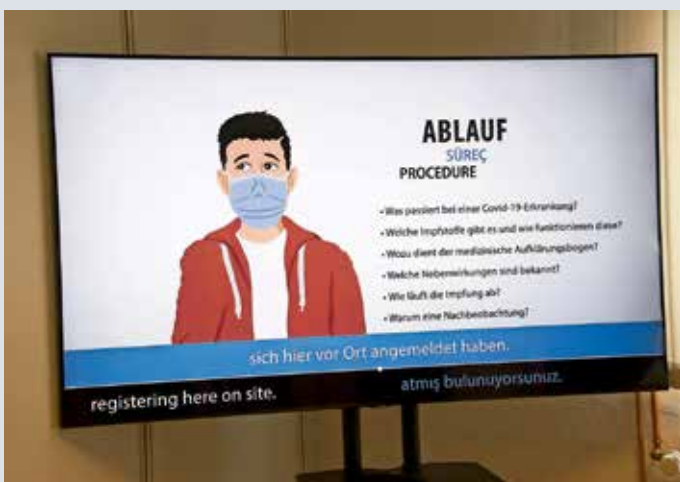 ABLAUF
SÜREÇ
PROCEDURE
• Was passiert bei einer Covid-19-Erkrankung?
• Welche Impfstoffe gibt es und wie funktionieren diese?
• Wozu dient der medizinische Aufklärungsbogen?
• Welche Nebenwirkungen sind bekannt?
• Wie läuft die Impfung ab?
• Warum eine Nachbeobachtung?
sich hier vor Ort angemeldet haben.
registering here on site.
atmış bulunuyorsunuz.